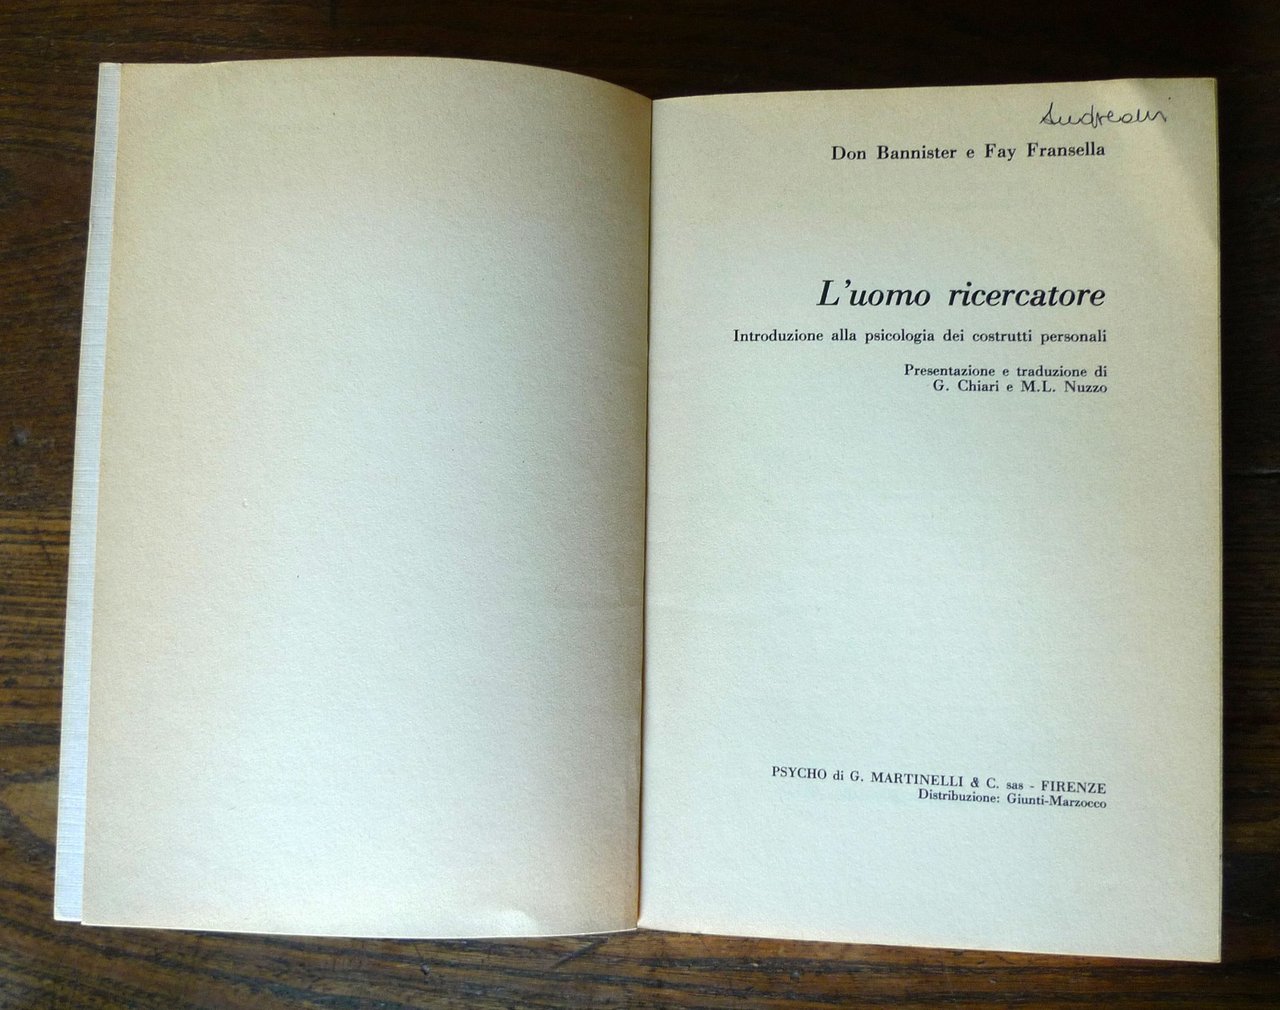 Andreani
Don Bannister e Fay Fransella
L'uomo ricercatore
Introduzione alla psicologia dei costrutti personali
Presentazione e traduzione di
G. Chiari e M.L. Nuzzo
PSYCHO di G. MARTINELLI & C. sas - FIRENZE
Distribuzione: Giunti-Marzocco